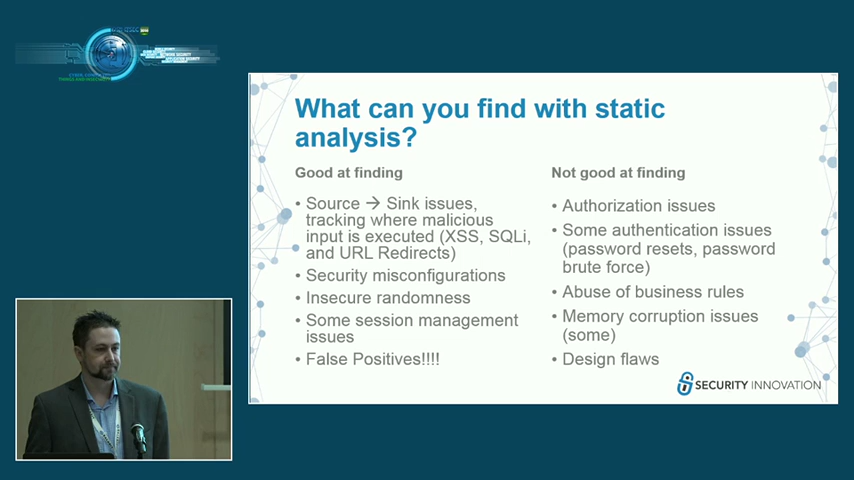 What can you find with static
analysis?
Good at finding
• Source → Sink issues,
tracking where malicious
input is executed (XSS, SQLi,
and URL Redirects)
• Security misconfigurations
• Insecure randomness
• Some session management
issues
• False Positives!!!!
Not good at finding
• Authorization issues
• Some authentication issues
(password resets, password
brute force)
• Abuse of business rules
• Memory corruption issues
(some)
• Design flaws
SECURITY INNOVATION